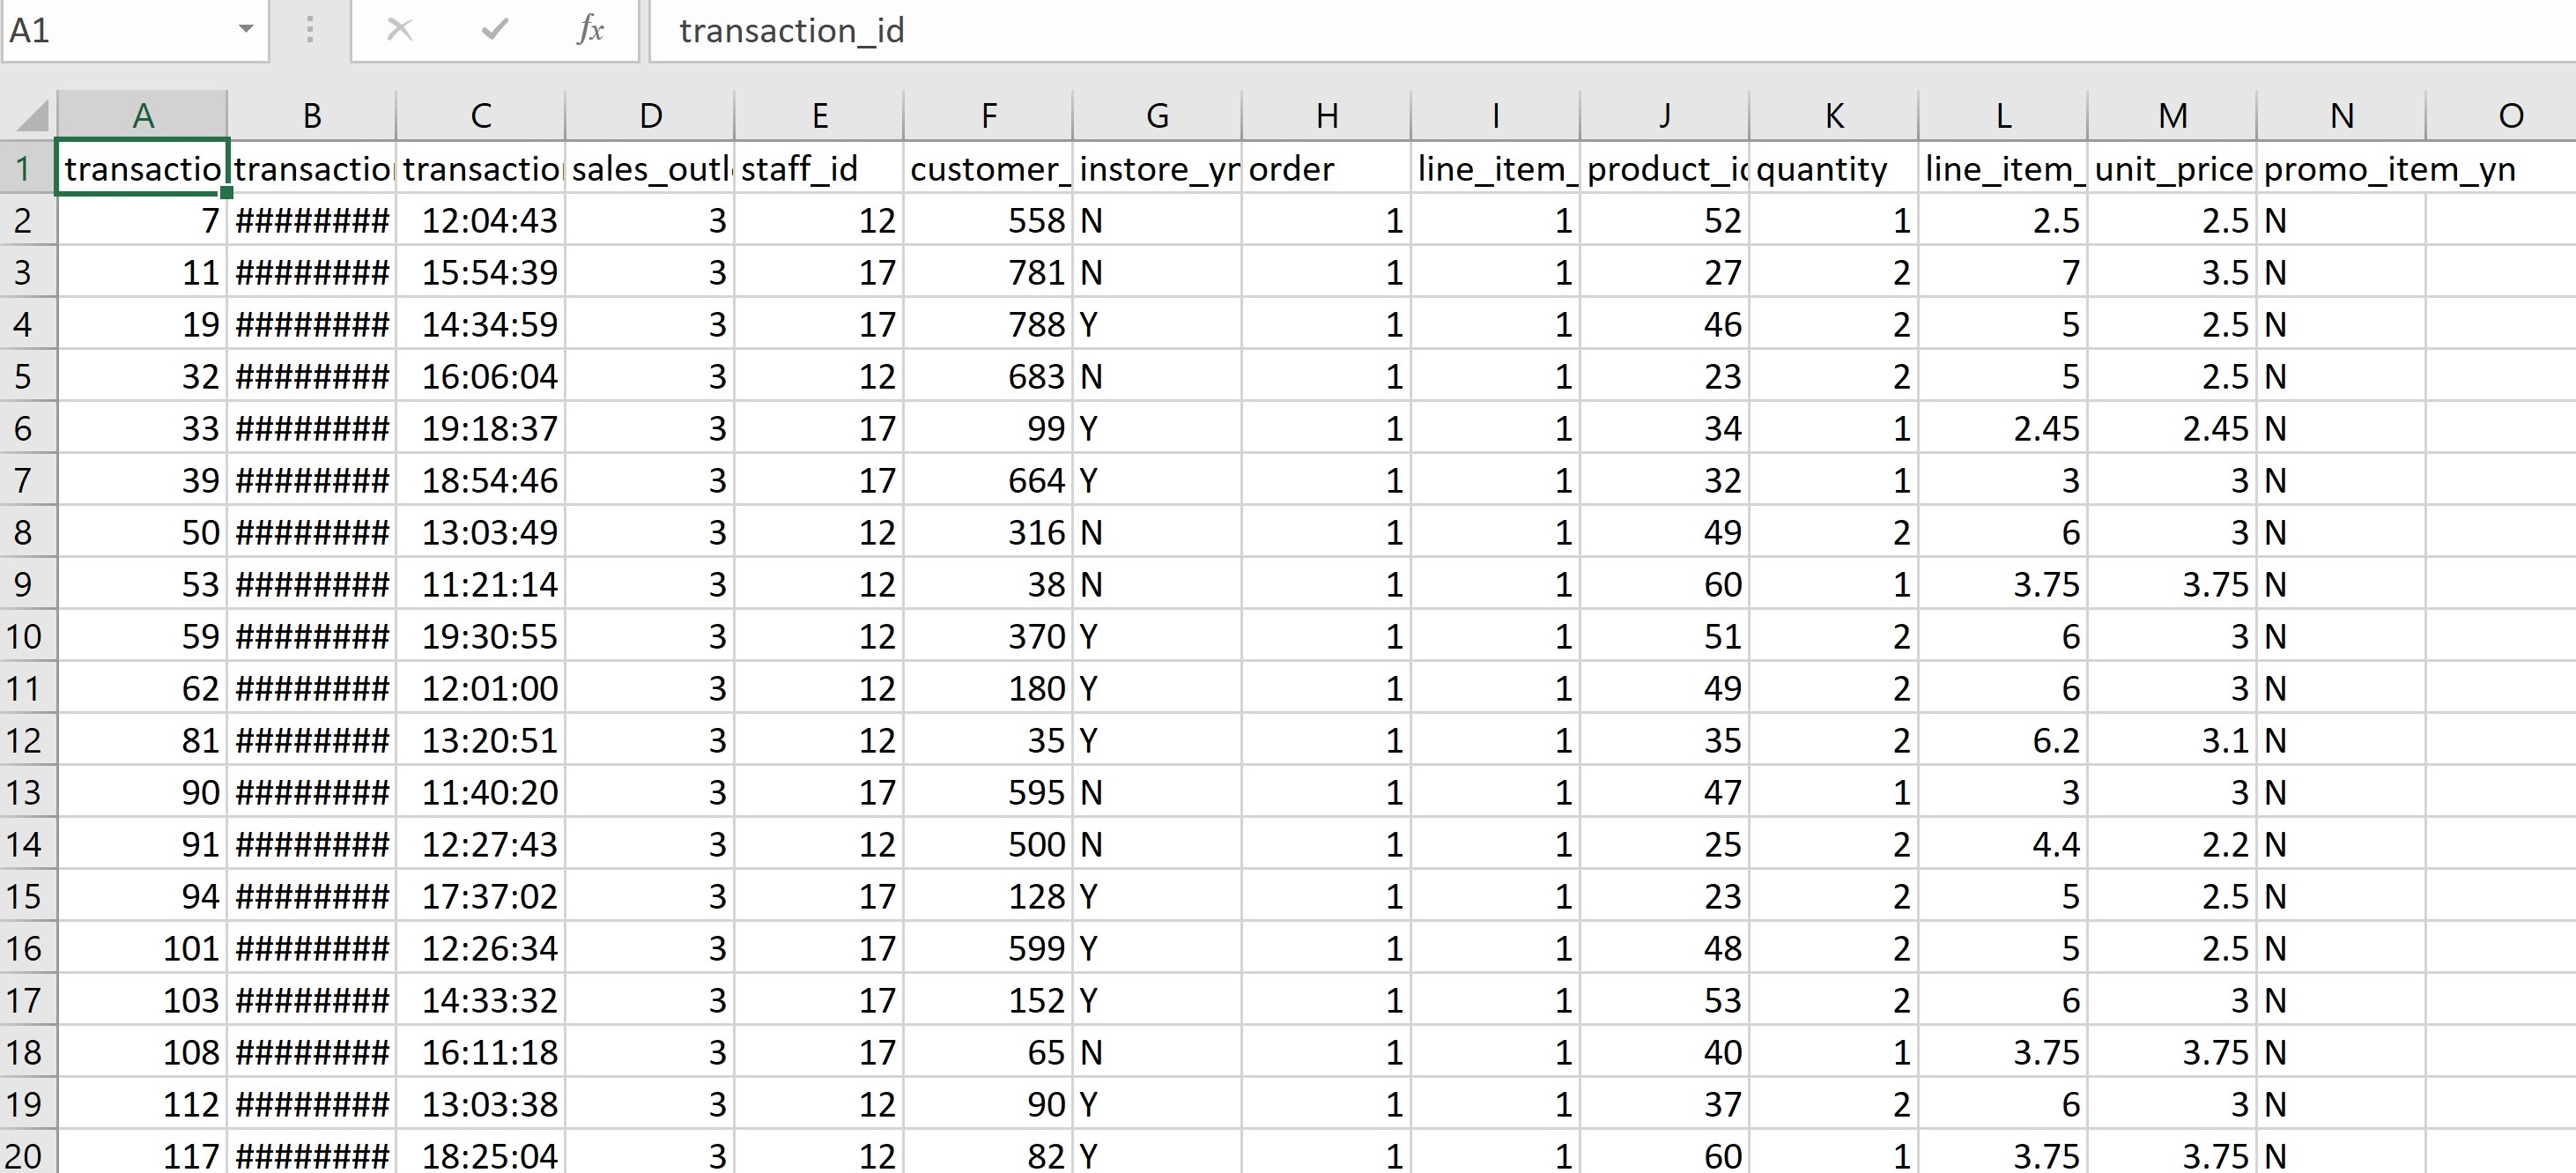 A1 fx transaction_id
A B C D E F G H I J K L M N O
1 transactio transaction transaction sales_outl staff_id customer_ instore_yn order line_item_ product_id quantity line_item_ unit_price promo_item_yn
2 7 ######## 12:04:43 3 12 558 N 1 1 52 1 2.5 2.5 N
3 11 ######## 15:54:39 3 17 781 N 1 1 27 2 7 3.5 N
4 19 ######## 14:34:59 3 17 788 Y 1 1 46 2 5 2.5 N
5 32 ######## 16:06:04 3 12 683 N 1 1 23 2 5 2.5 N
6 33 ######## 19:18:37 3 17 99 Y 1 1 34 1 2.45 2.45 N
7 39 ######## 18:54:46 3 17 664 Y 1 1 32 1 3 3 N
8 50 ######## 13:03:49 3 12 316 N 1 1 49 2 6 3 N
9 53 ######## 11:21:14 3 12 38 N 1 1 60 1 3.75 3.75 N
10 59 ######## 19:30:55 3 12 370 Y 1 1 51 2 6 3 N
11 62 ######## 12:01:00 3 12 180 Y 1 1 49 2 6 3 N
12 81 ######## 13:20:51 3 12 35 Y 1 1 35 2 6.2 3.1 N
13 90 ######## 11:40:20 3 17 595 N 1 1 47 1 3 3 N
14 91 ######## 12:27:43 3 12 500 N 1 1 25 2 4.4 2.2 N
15 94 ######## 17:37:02 3 17 128 Y 1 1 23 2 5 2.5 N
16 101 ######## 12:26:34 3 17 599 Y 1 1 48 2 5 2.5 N
17 103 ######## 14:33:32 3 17 152 Y 1 1 53 2 6 3 N
18 108 ######## 16:11:18 3 17 65 N 1 1 40 1 3.75 3.75 N
19 112 ######## 13:03:38 3 12 90 Y 1 1 37 2 6 3 N
20 117 ######## 18:25:04 3 12 82 Y 1 1 60 1 3.75 3.75 N